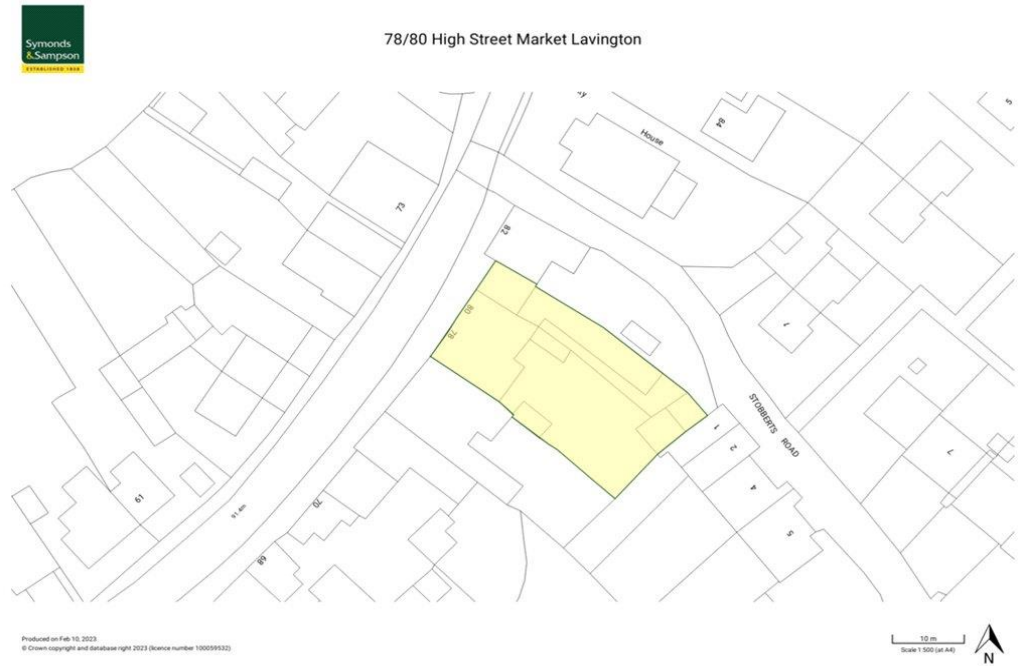 Symonds
&Sampson
ESTABLISHED 1858
78/80 High Street Market Lavington
84
5
House
73
82
80
78
1
STOBBERTS ROAD
1
2
4
5
7
61
91.4m
70
68
Produced on Feb 10, 2023.
© Crown copyright and database right 2023 (licence number 100059532)
10 m
Scale 1:500 (at A4)
N